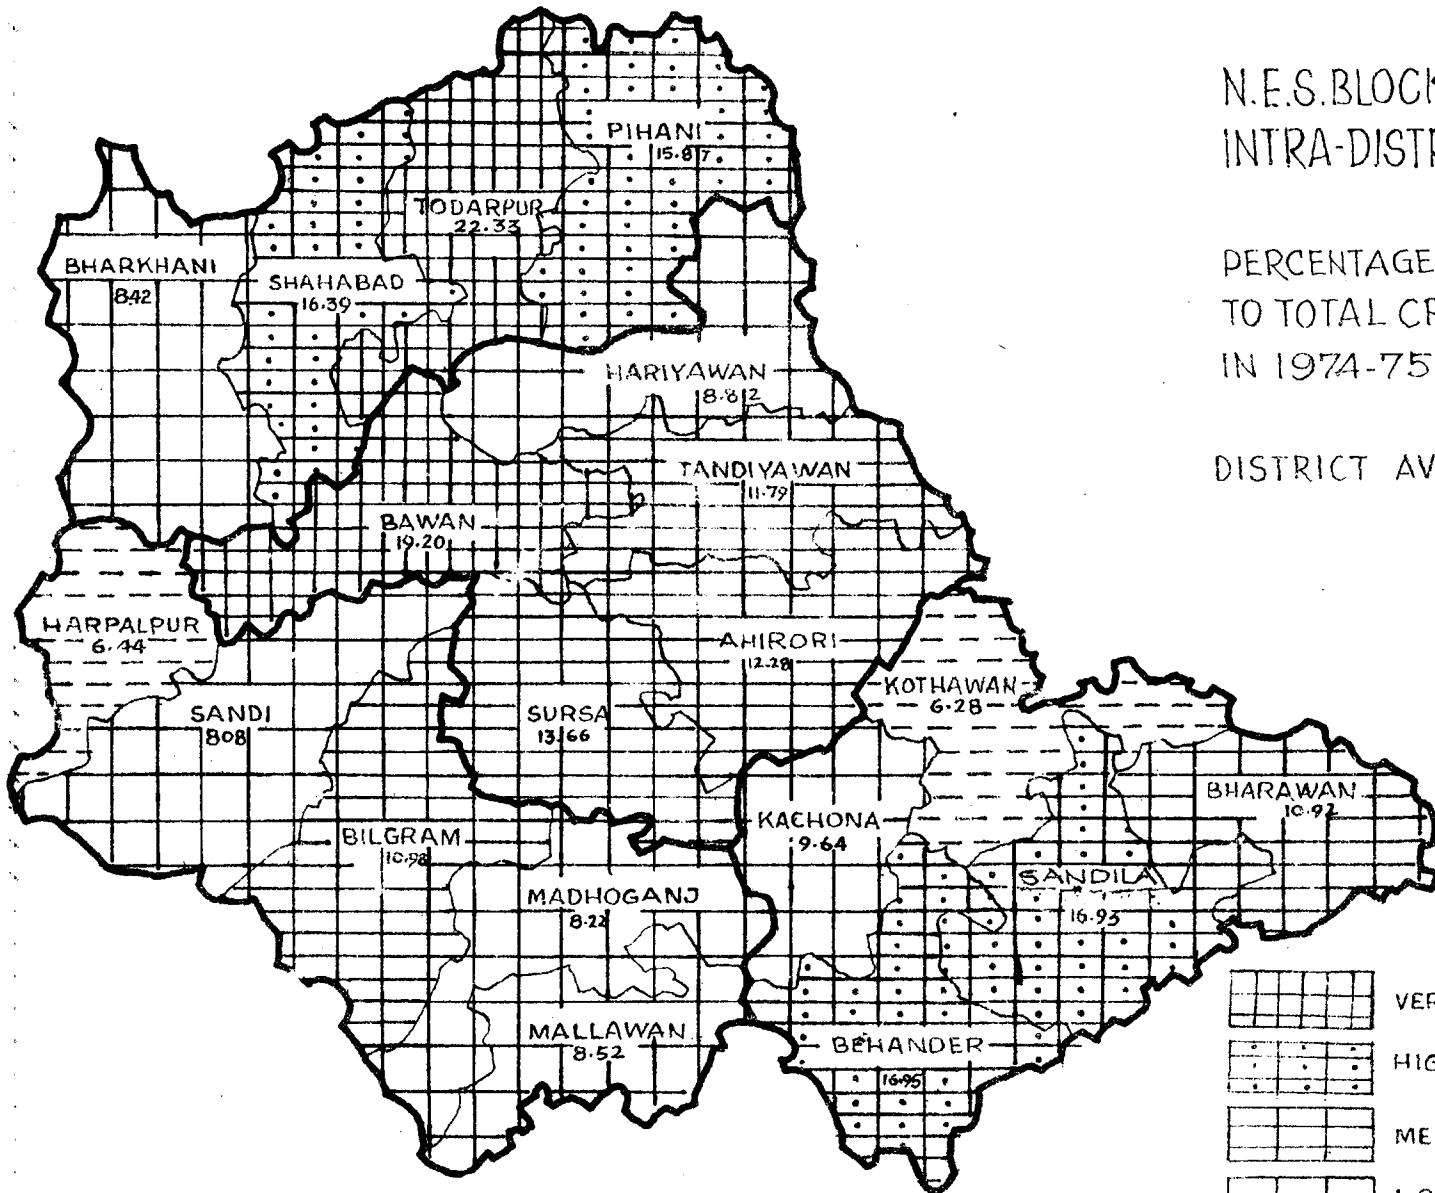 N.E.S.BLOCK
INTRA-DISTR
PERCENTAGE
TO TOTAL CR
IN 1974-75
DISTRICT AV
PIHANI
15.87
TODARPUR
22.33
BHARKHANI
8.42
SHAHABAD
16.39
HARIYAWAN
8.82
TANDIYAWAN
11.79
BAWAN
19.20
HARPALPUR
6.44
AHIRORI
12.28
KOTHAWAN
6.28
SANDI
8.08
SURSA
13.66
BHARAWAN
10.92
KACHONA
9.64
BILGRAM
10.98
SANDILA
16.93
MADHOGANJ
8.22
MALLAWAN
8.52
BEHANDER
16.95
VER
HIG
ME